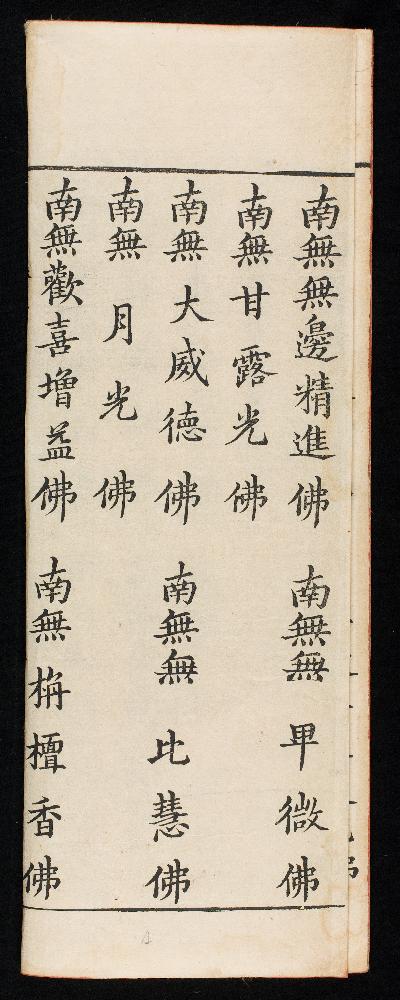 南無無邊精進佛 南無無甲微佛
南無甘露光佛
南無大威德佛 南無無比慧佛
南無月光佛
南無歡喜增益佛 南無栴檀香佛